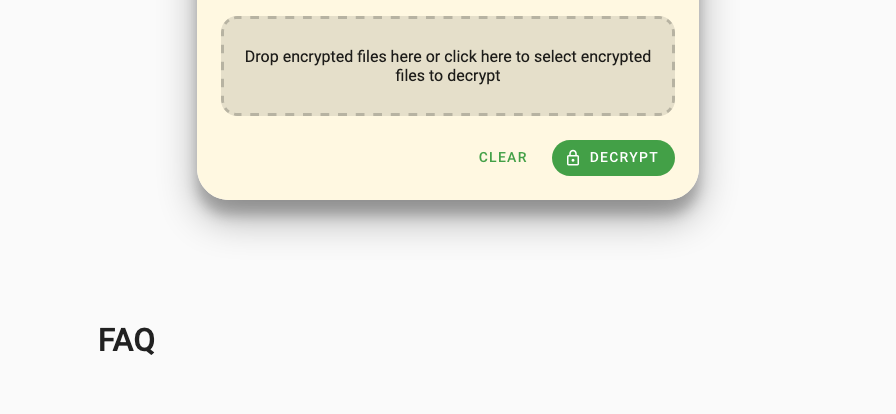 Drop encrypted files here or click here to select encrypted
files to decrypt
CLEAR
DECRYPT
FAQ